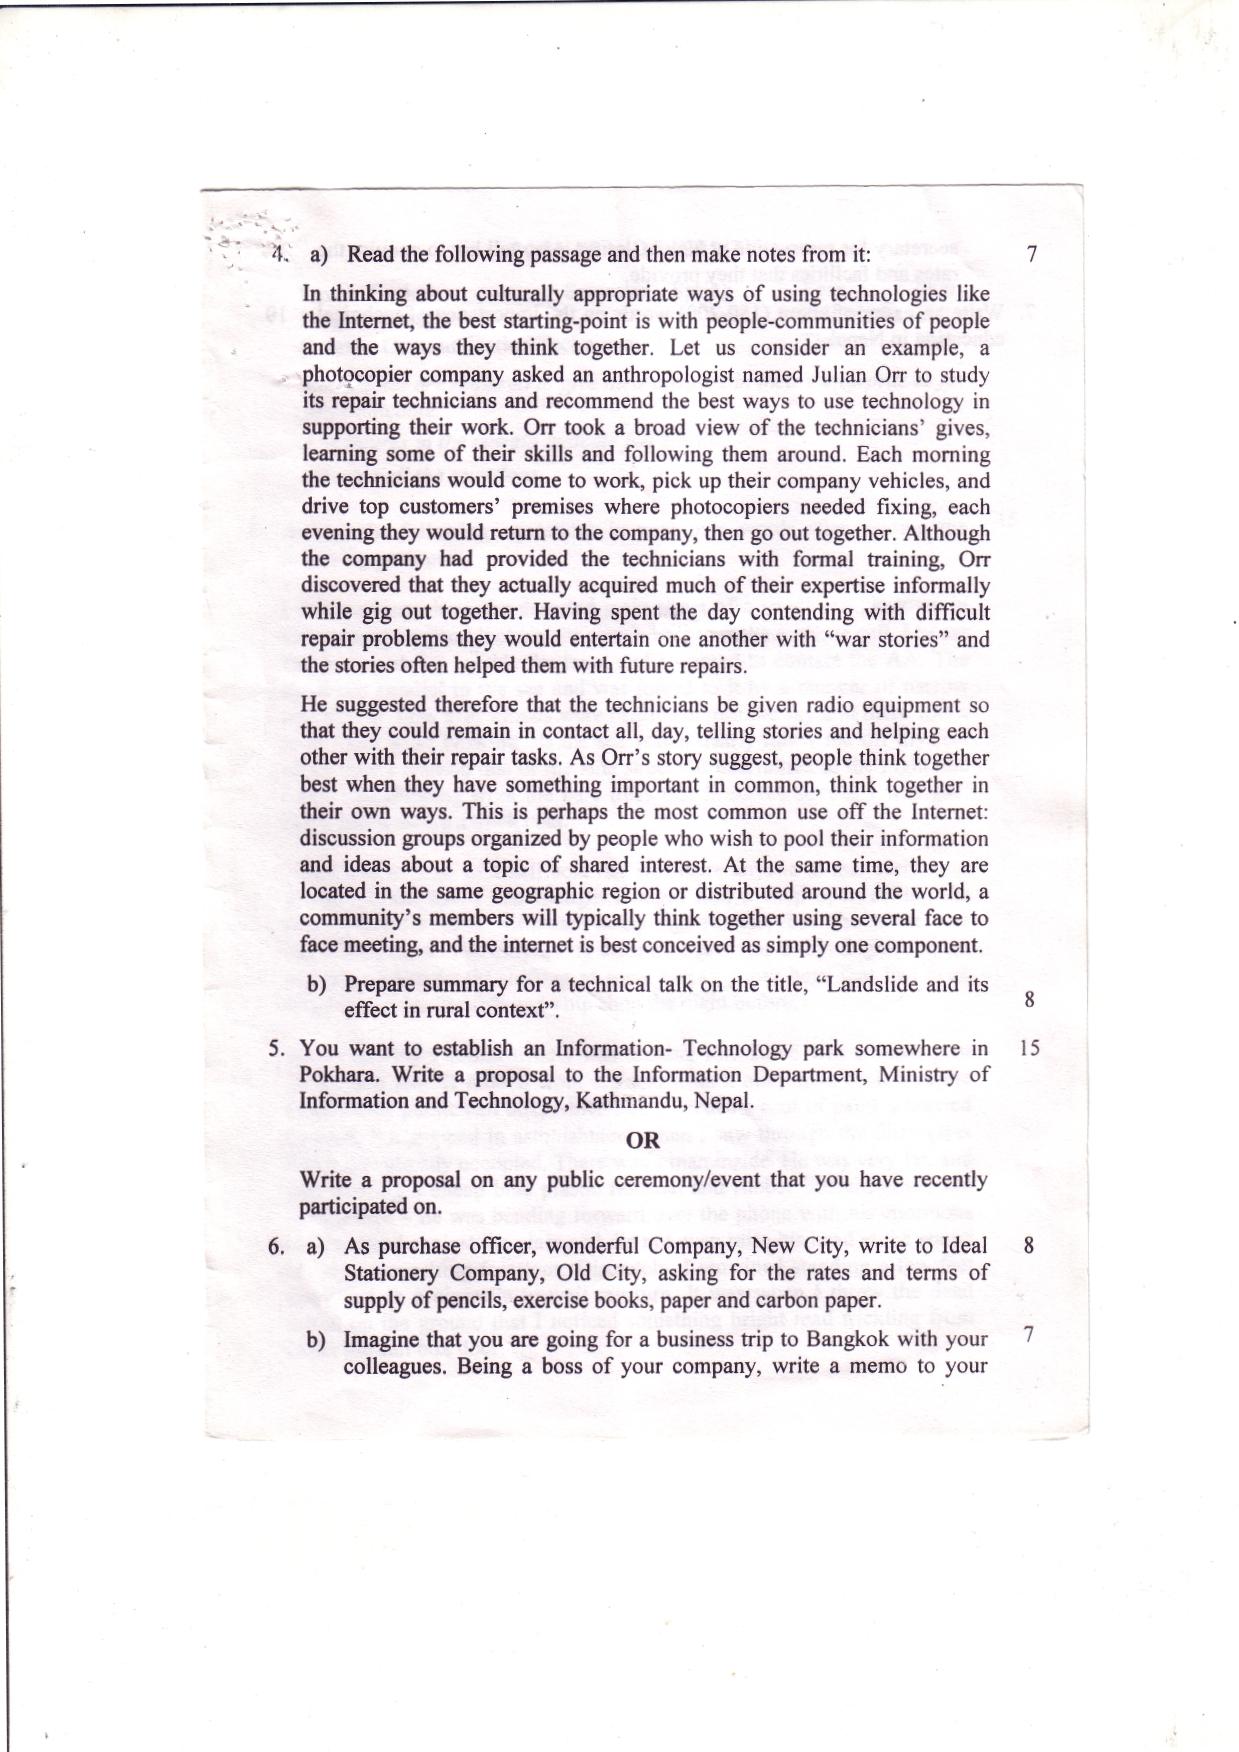 4. a) Read the following passage and then make notes from it: 7
In thinking about culturally appropriate ways of using technologies like
the Internet, the best starting-point is with people-communities of people
and the ways they think together. Let us consider an example, a
photocopier company asked an anthropologist named Julian Orr to study
its repair technicians and recommend the best ways to use technology in
supporting their work. Orr took a broad view of the technicians' gives,
learning some of their skills and following them around. Each morning
the technicians would come to work, pick up their company vehicles, and
drive top customers' premises where photocopiers needed fixing, each
evening they would return to the company, then go out together. Although
the company had provided the technicians with formal training, Orr
discovered that they actually acquired much of their expertise informally
while gig out together. Having spent the day contending with difficult
repair problems they would entertain one another with “war stories” and
the stories often helped them with future repairs.
He suggested therefore that the technicians be given radio equipment so
that they could remain in contact all, day, telling stories and helping each
other with their repair tasks. As Orr's story suggest, people think together
best when they have something important in common, think together in
their own ways. This is perhaps the most common use off the Internet:
discussion groups organized by people who wish to pool their information
and ideas about a topic of shared interest. At the same time, they are
located in the same geographic region or distributed around the world, a
community's members will typically think together using several face to
face meeting, and the internet is best conceived as simply one component.
b) Prepare summary for a technical talk on the title, “Landslide and its
effect in rural context”. 8
5. You want to establish an Information- Technology park somewhere in 15
Pokhara. Write a proposal to the Information Department, Ministry of
Information and Technology, Kathmandu, Nepal.
OR
Write a proposal on any public ceremony/event that you have recently
participated on.
6. a) As purchase officer, wonderful Company, New City, write to Ideal 8
Stationery Company, Old City, asking for the rates and terms of
supply of pencils, exercise books, paper and carbon paper.
b) Imagine that you are going for a business trip to Bangkok with your 7
colleagues. Being a boss of your company, write a memo to your